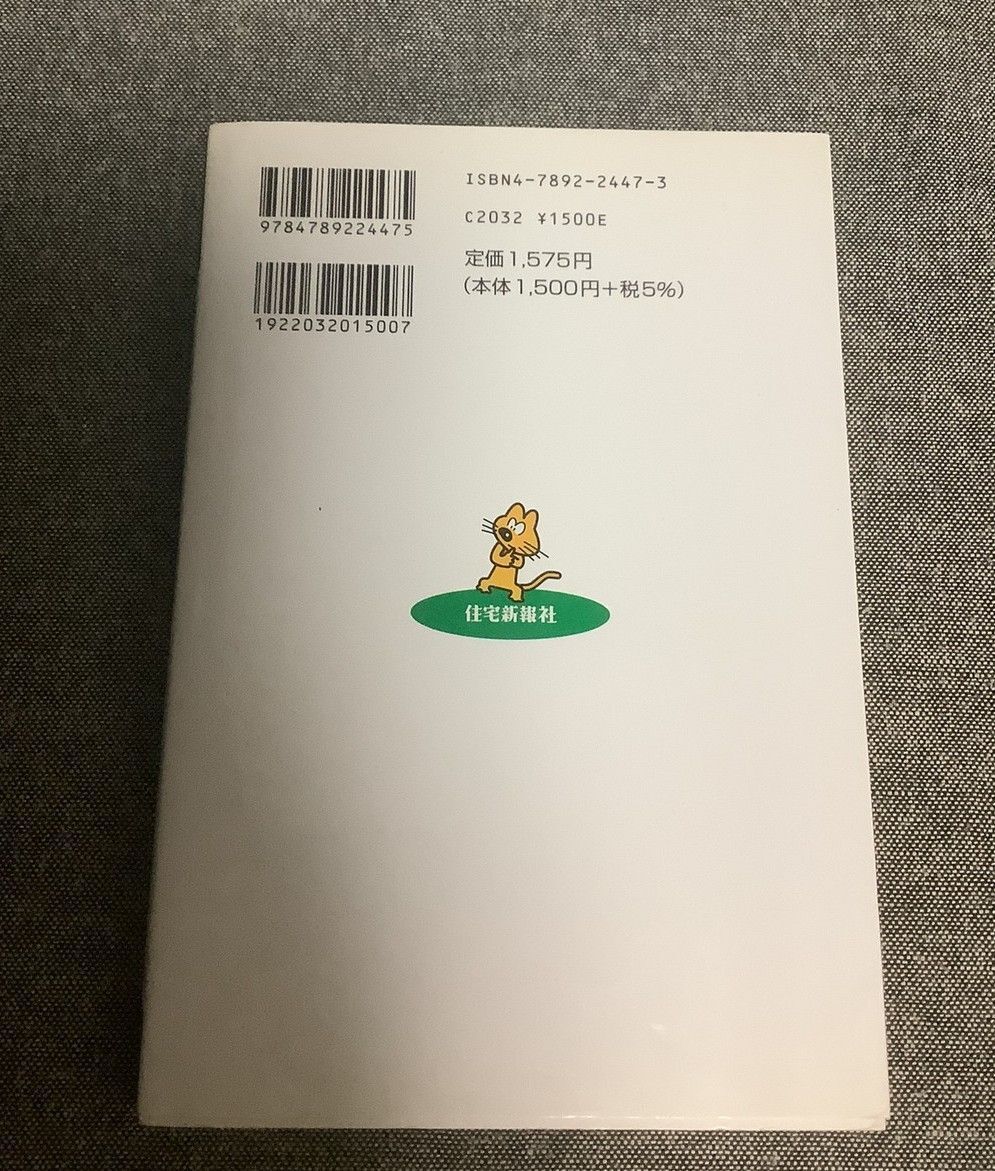 ISBN4-7892-2447-3
9784789224475
C2032 ¥1500E
定価1,575円
(本体1,500円+税5%)
1922032015007
住宅新報社